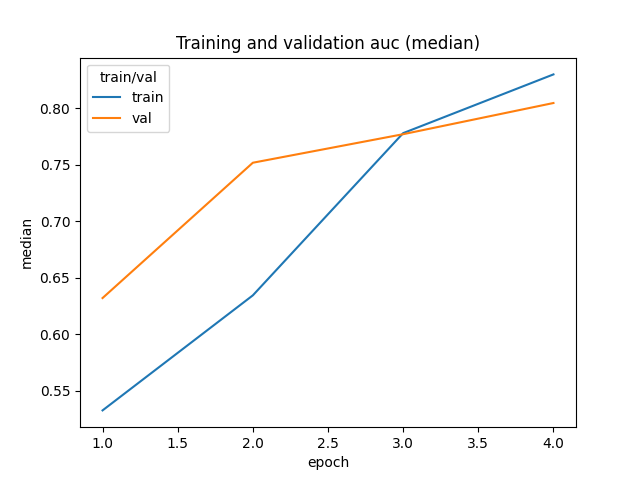 Training and validation auc (median)
train/val
train
val
0.80
0.75
0.70
0.65
0.60
0.55
median
1.0 1.5 2.0 2.5 3.0 3.5 4.0
epoch